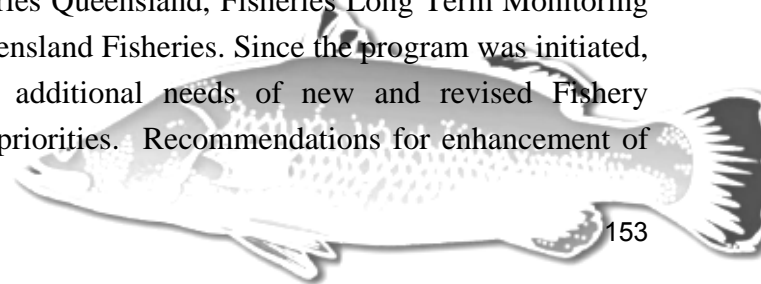 ries Queensland, Fisheries Long Term Monitoring
ensland Fisheries. Since the program was initiated,
additional needs of new and revised Fishery
priorities. Recommendations for enhancement of
153